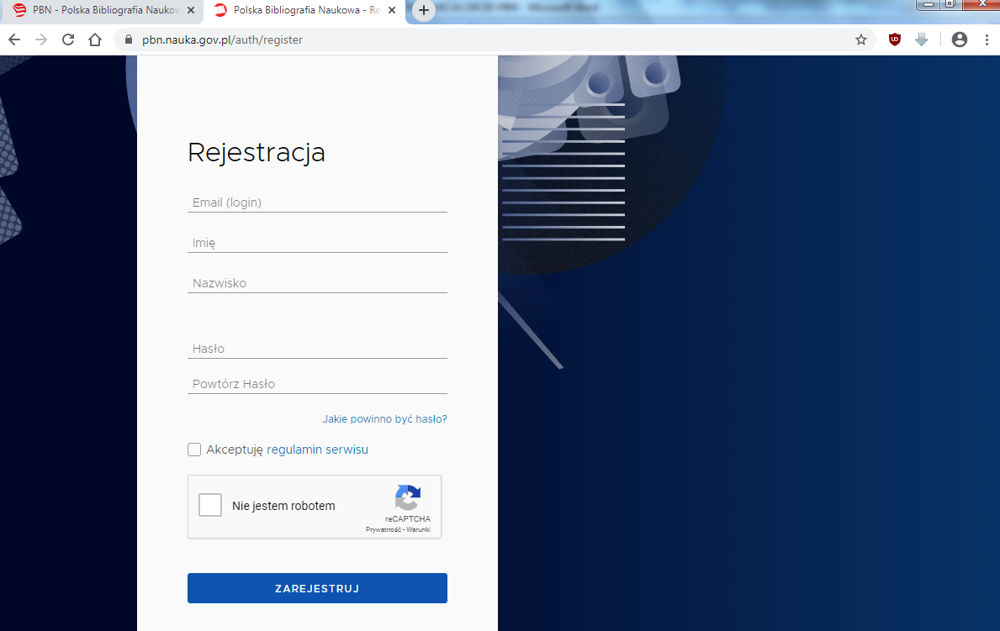 PBN - Polska Bibliografia Naukow
Polska Bibliografia Naukowa - Re
pbn.nauka.gov.pl/auth/register
Rejestracja
Email (login)
Imię
Nazwisko
Hasło
Powtórz Hasło
Jakie powinno być hasło?
Akceptuję regulamin serwisu
Nie jestem robotem
reCAPTCHA
Prywatność - Warunki
ZAREJESTRUJ